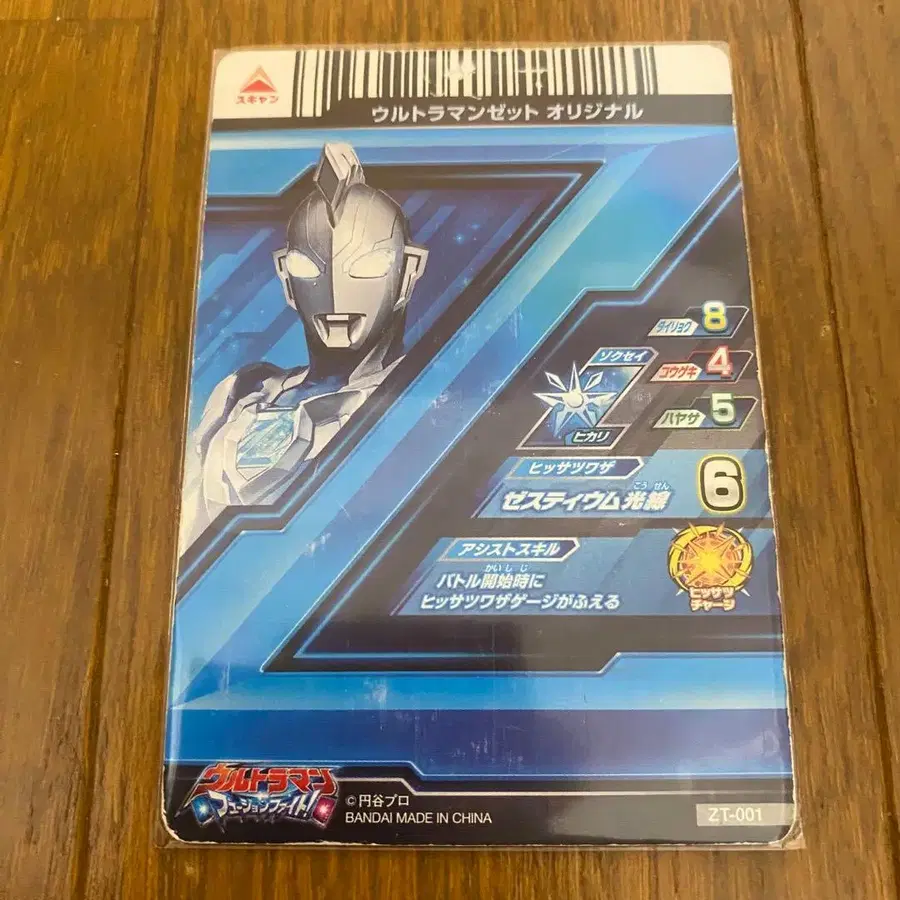 スキャン
ウルトラマンゼット オリジナル
タイリョク 8
ゾクセイ
コウゲキ 4
ヒカリ
ハヤサ 5
ヒッサツワザ
こうせん
ゼスティウム光線
6
アシストスキル
かいしじ
バトル開始時に
ヒッサツワザゲージがふえる
ヒッサツ
チャージ
ウルトラマン
フュージョンファイト!
©円谷プロ
BANDAI MADE IN CHINA
ZT-001